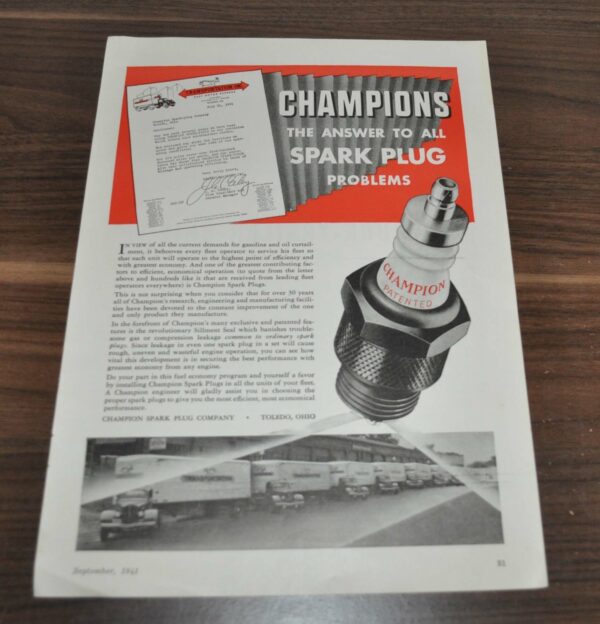 TRANSPORTATION
CHAMPIONS
THE ANSWER TO ALL
SPARK PLUG
PROBLEMS
CHAMPION
PATENTED
IN VIEW of all the current demands for gasoline and oil curtail-
ment, it behooves every fleet operator to service his fleet so
that each unit will operate to the highest point of efficiency and
with greatest economy. And one of the greatest contributing fac-
tors to efficient, economical operation (to quote from the letter
above and hundreds like it that are received from leading fleet
operators everywhere) is Champion Spark Plugs.
This is not surprising when you consider that for over 30 years
all of Champion's research, engineering and manufacturing facili-
ties have been devoted to the constant improvement of the one
and only product they manufacture.
In the forefront of Champion's many exclusive and patented fea-
tures is the revolutionary Sillment Seal which banishes trouble-
some gas or compression leakage common to ordinary spark
plugs. Since leakage in even one spark plug in a set will cause
rough, uneven and wasteful engine operation, you can see how
vital this development is in securing the best performance with
greatest economy from any engine.
Do your part in this fuel economy program and yourself a favor
by installing Champion Spark Plugs in all the units of your fleet.
A Champion engineer will gladly assist you in choosing the
proper spark plugs to give you the most efficient, most economical
performance.
CHAMPION SPARK PLUG COMPANY • TOLEDO, OHIO
TRANSPORTATION
September, 1941
81